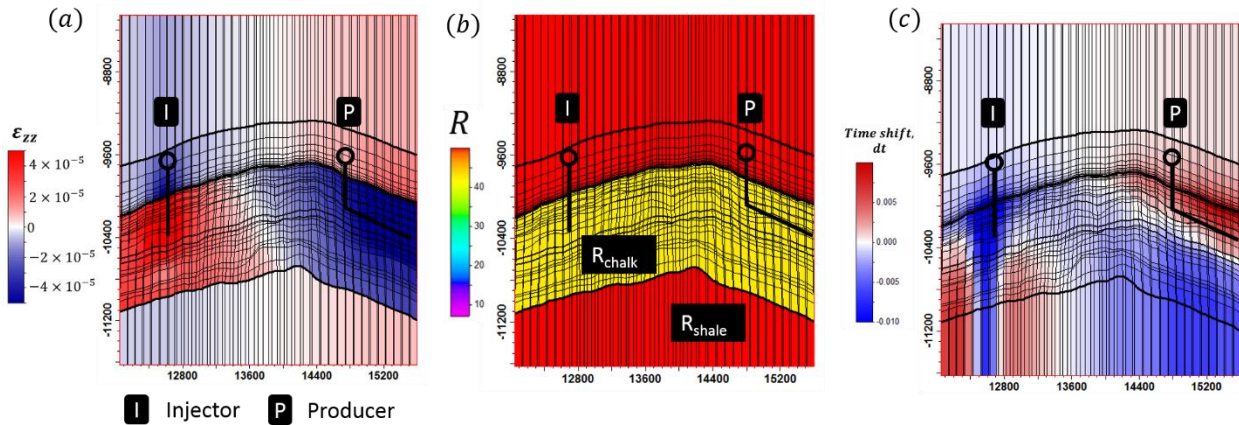 (a)
(b)
(c)
I
P
I
P
I
P
ε_zz
4 × 10⁻⁵
2 × 10⁻⁵
0
−2 × 10⁻⁵
−4 × 10⁻⁵
-8800
-9600
-10400
-11200
12800 13600 14400 15200
R
40
30
20
10
-8800
-9600
-10400
-11200
R_chalk
R_shale
12800 13600 14400 15200
Time shift,
dt
0.005
0.000
-0.005
-0.010
-8800
-9600
-10400
-11200
12800 13600 14400 15200
I Injector P Producer